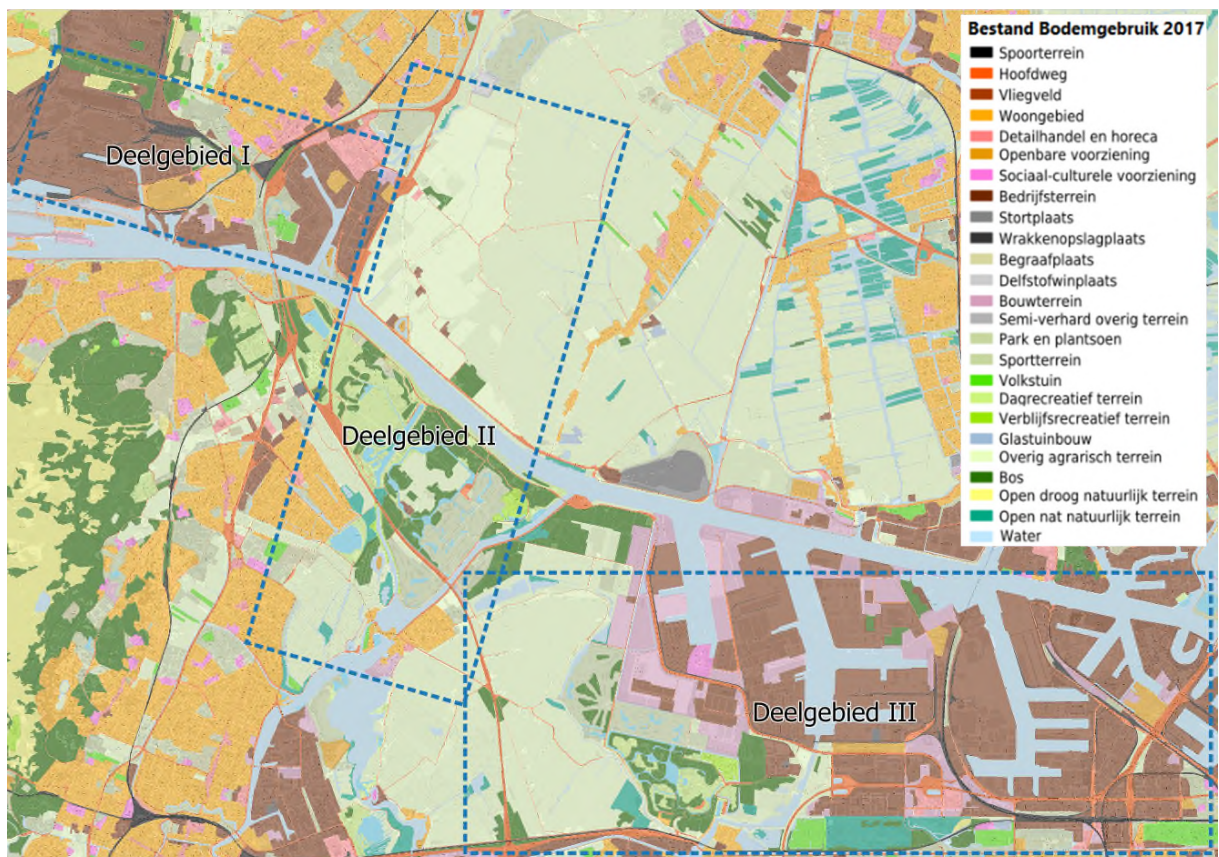 Bestand Bodemgebruik 2017
Spoorterrein
Hoofdweg
Vliegveld
Woongebied
Detailhandel en horeca
Openbare voorziening
Sociaal-culturele voorziening
Bedrijfsterrein
Stortplaats
Wrakkenopslagplaats
Begraafplaats
Delfstofwinplaats
Bouwterrein
Semi-verhard overig terrein
Park en plantsoen
Sportterrein
Volkstuin
Dagrecreatief terrein
Verblijfsrecreatief terrein
Glastuinbouw
Overig agrarisch terrein
Bos
Open droog natuurlijk terrein
Open nat natuurlijk terrein
Water
Deelgebied I
Deelgebied II
Deelgebied III